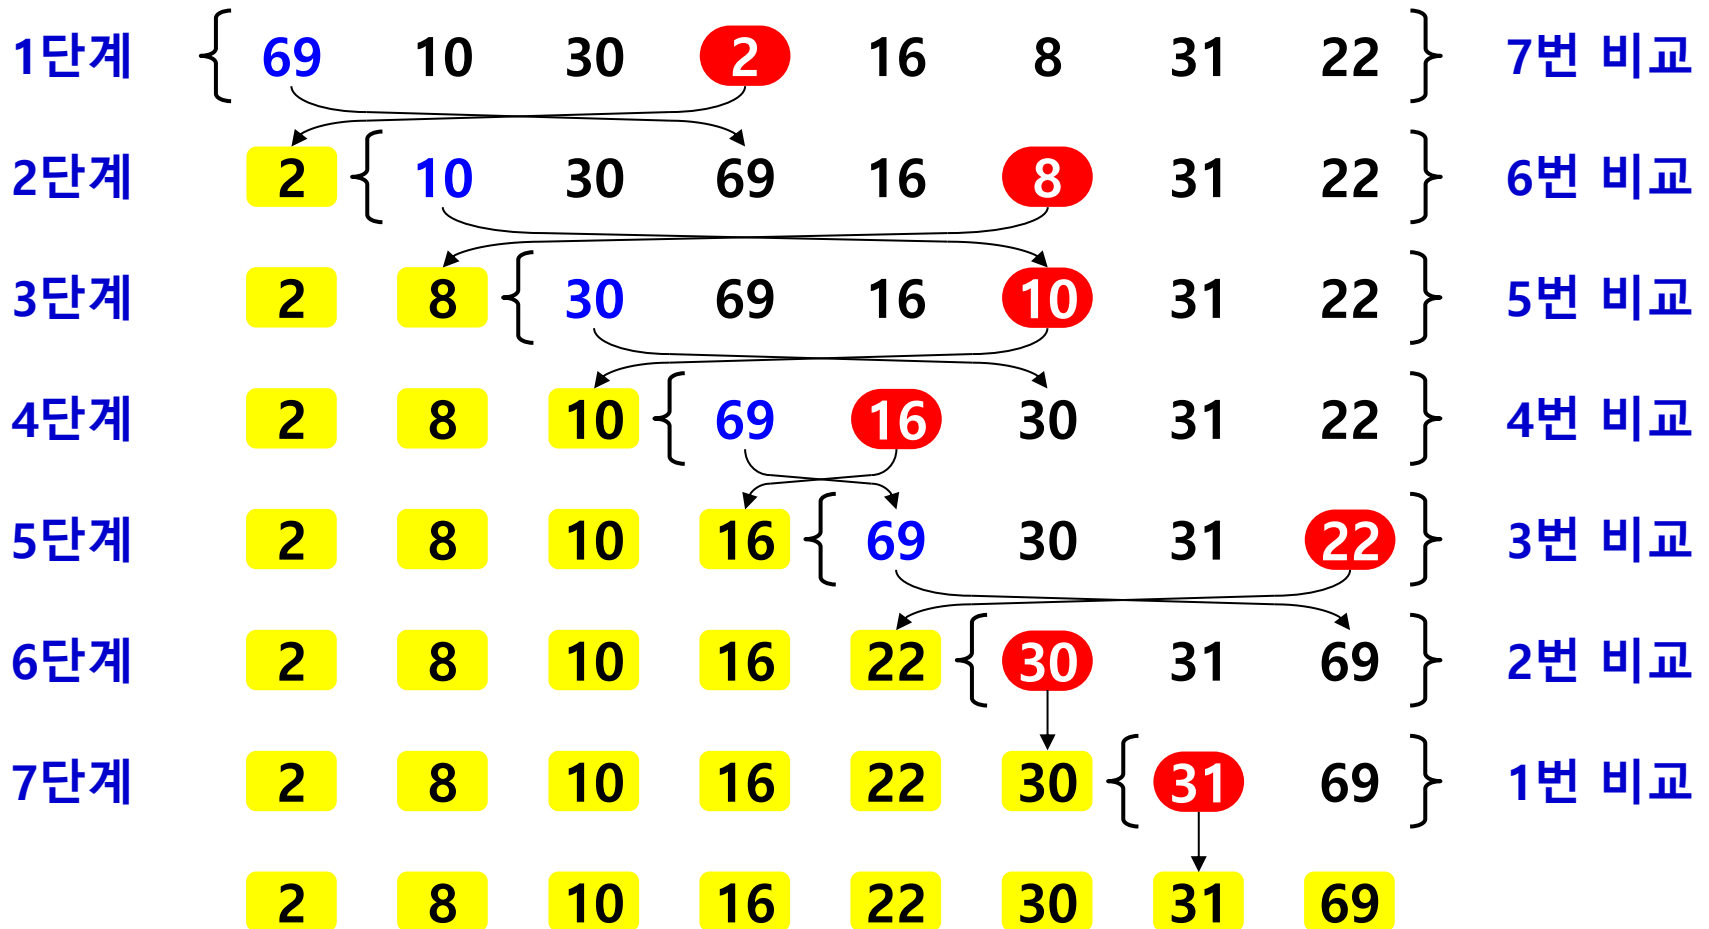 1단계 { 69 10 30 2 16 8 31 22 } 7번 비교
2단계 2 { 10 30 69 16 8 31 22 } 6번 비교
3단계 2 8 { 30 69 16 10 31 22 } 5번 비교
4단계 2 8 10 { 69 16 30 31 22 } 4번 비교
5단계 2 8 10 16 { 69 30 31 22 } 3번 비교
6단계 2 8 10 16 22 { 30 31 69 } 2번 비교
7단계 2 8 10 16 22 30 { 31 69 } 1번 비교
2 8 10 16 22 30 31 69